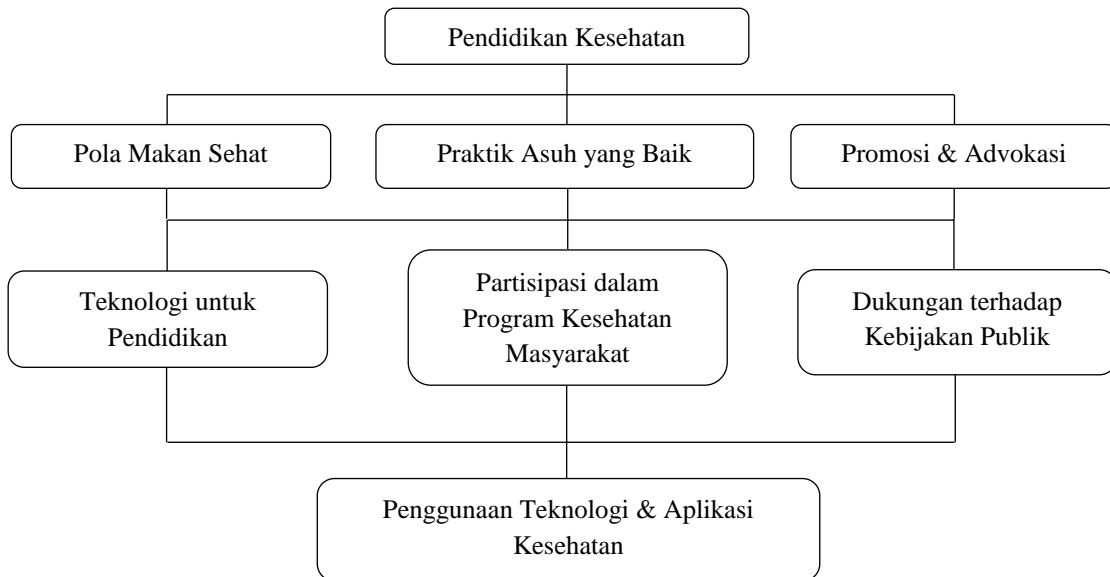 Pendidikan Kesehatan
Pola Makan Sehat
Praktik Asuh yang Baik
Promosi & Advokasi
Teknologi untuk
Pendidikan
Partisipasi dalam
Program Kesehatan
Masyarakat
Dukungan terhadap
Kebijakan Publik
Penggunaan Teknologi & Aplikasi
Kesehatan